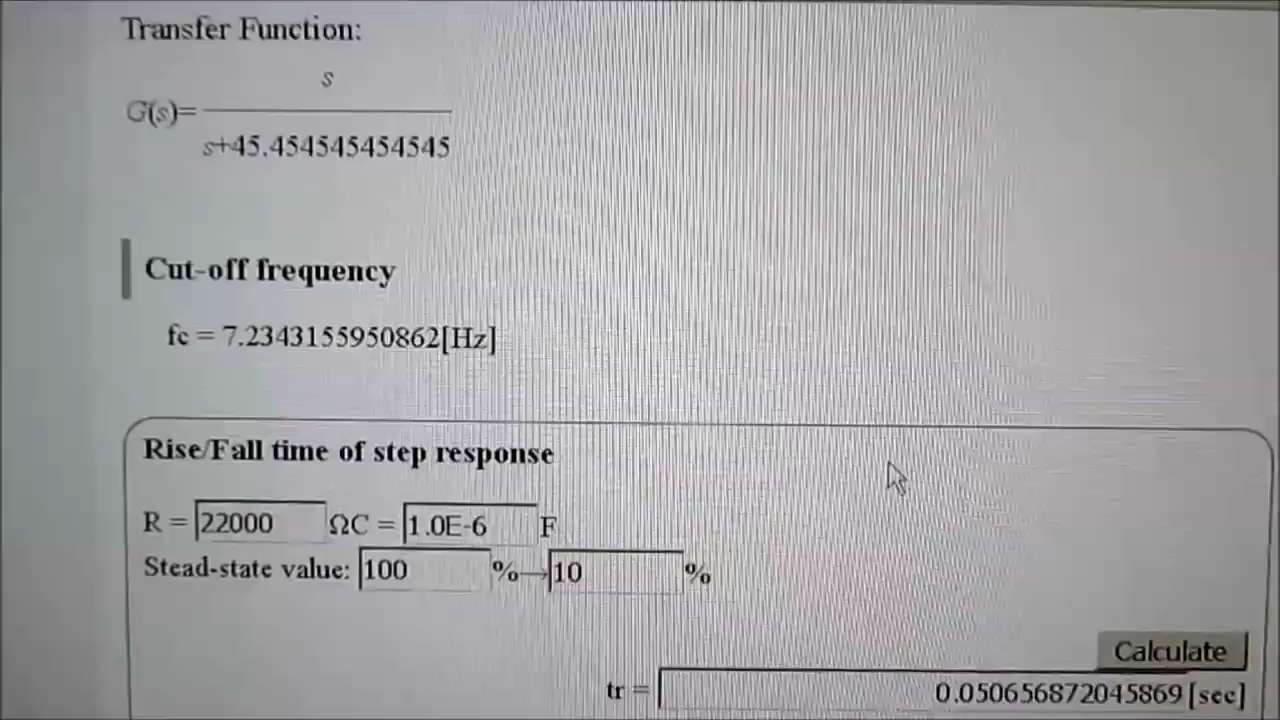 Transfer Function:
s
G(s)=
s+45.454545454545
Cut-off frequency
fc = 7.2343155950862[Hz]
Rise/Fall time of step response
R = 22000 ΩC = 1.0E-6 F
Stead-state value: 100 %→10 %
Calculate
tr = 0.050656872045869[sec]